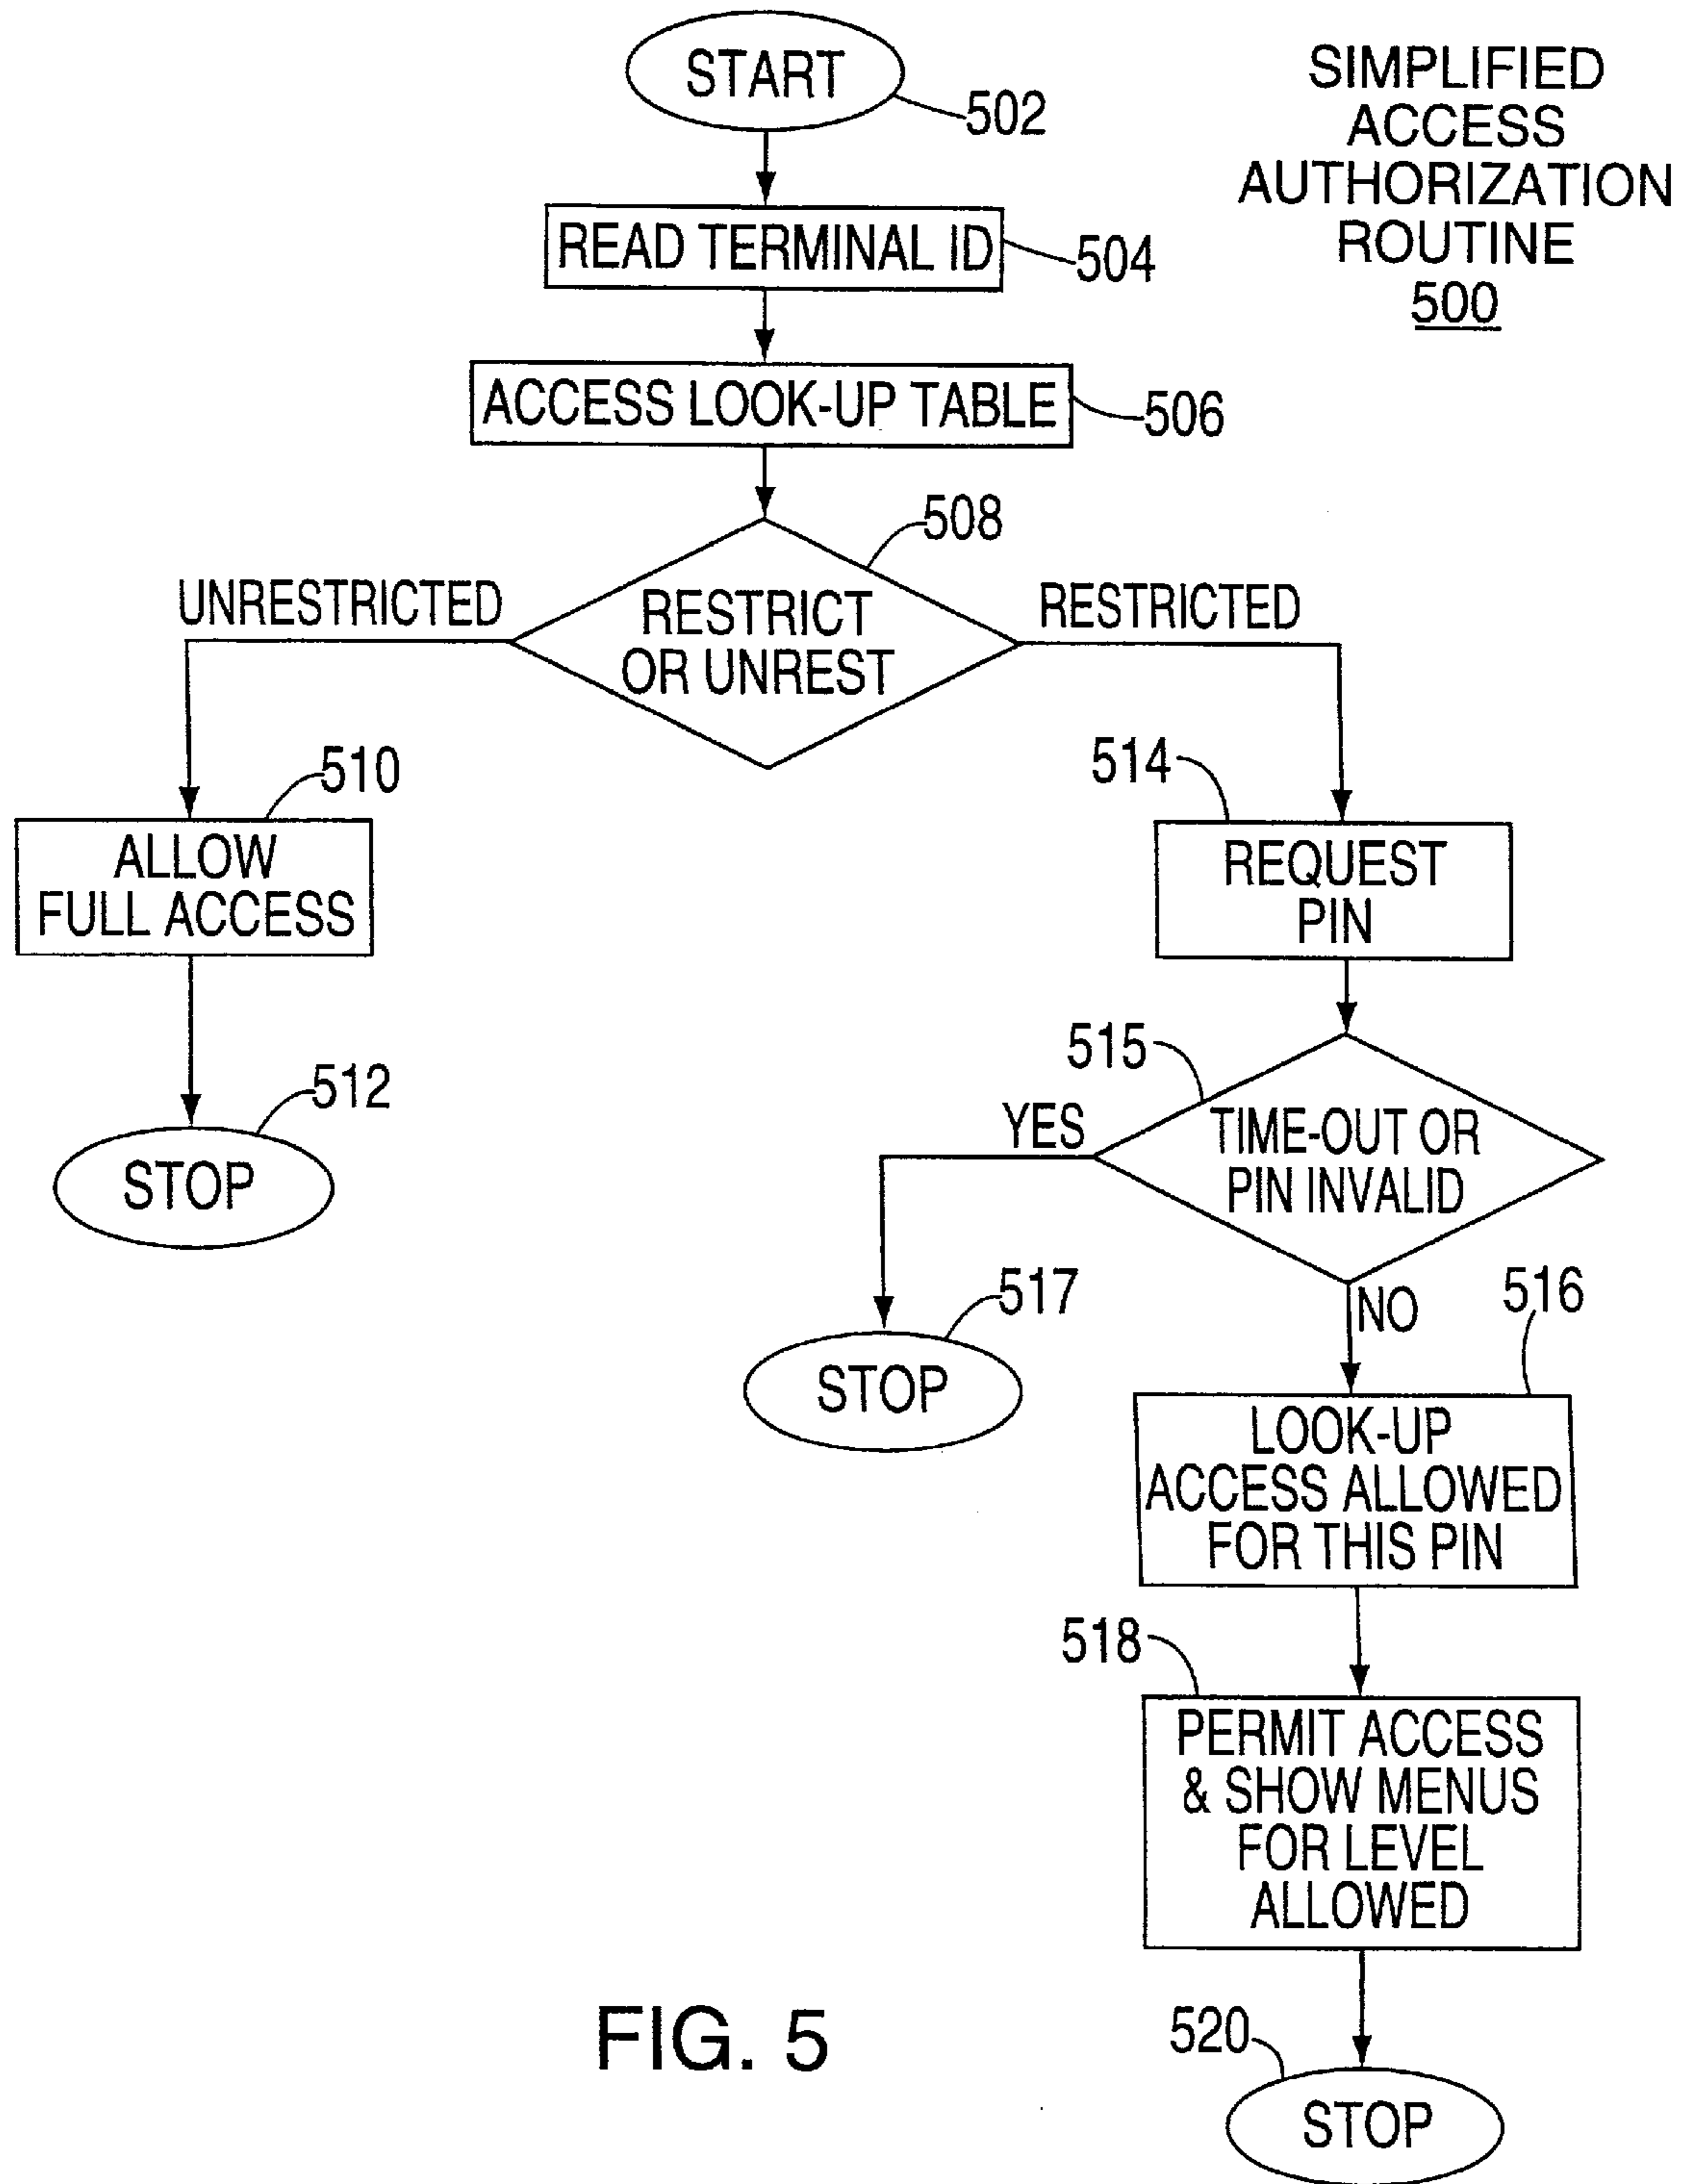 START
502
SIMPLIFIED
ACCESS
AUTHORIZATION
ROUTINE
500
READ TERMINAL ID
504
ACCESS LOOK-UP TABLE
506
508
UNRESTRICTED
RESTRICT
OR UNREST
RESTRICTED
510
ALLOW
FULL ACCESS
512
STOP
514
REQUEST
PIN
515
YES
TIME-OUT OR
PIN INVALID
NO
517
STOP
516
LOOK-UP
ACCESS ALLOWED
FOR THIS PIN
518
PERMIT ACCESS
& SHOW MENUS
FOR LEVEL
ALLOWED
520
STOP
FIG. 5